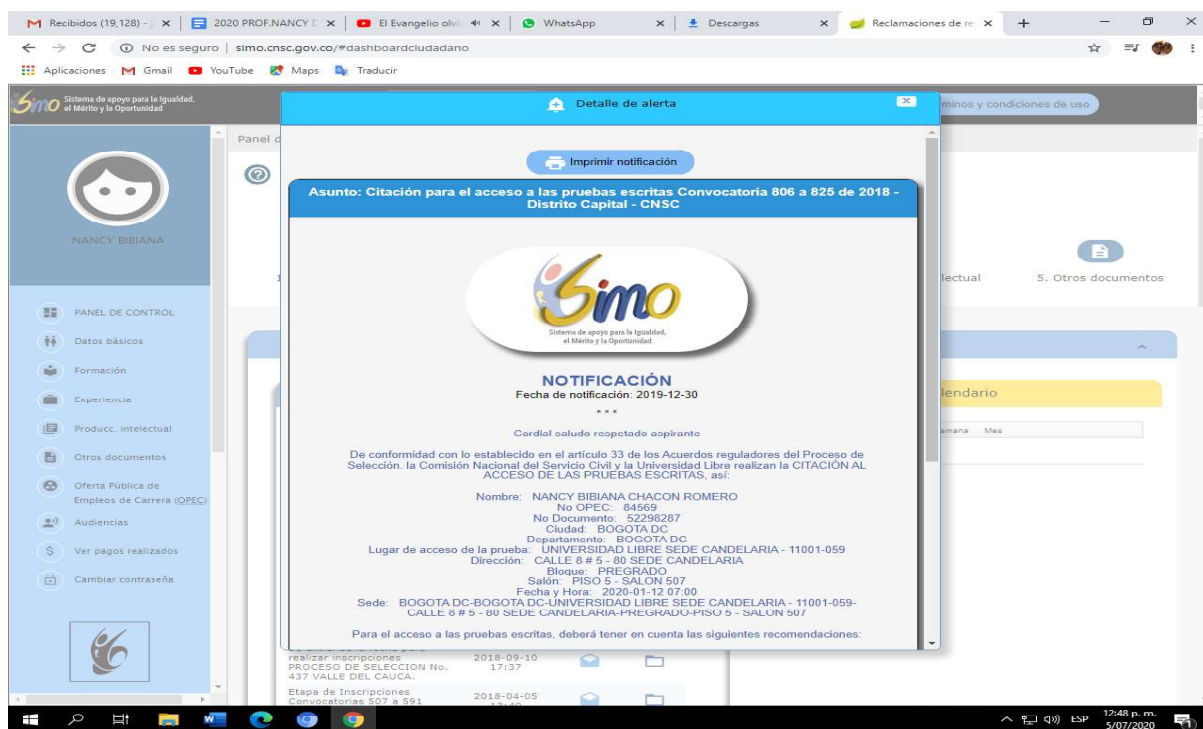 Recibidos (19,128) -
2020 PROF.NANCY
El Evangelio olvi
WhatsApp
Descargas
Reclamaciones de re
No es seguro | simo.cnsc.gov.co/#dashboardciudadano
Aplicaciones Gmail YouTube Maps Traducir
Simo Sistema de apoyo para la Igualdad,
el Mérito y la Oportunidad
Detalle de alerta
minos y condiciones de uso
Panel d
Imprimir notificación
NANCY BIBIANA
Asunto: Citación para el acceso a las pruebas escritas Convocatoria 806 a 825 de 2018 -
Distrito Capital - CNSC
lectual
5. Otros documentos
PANEL DE CONTROL
Datos básicos
Formación
Experiencia
Producc. intelectual
Otros documentos
Oferta Pública de
Empleos de Carrera (OPEC)
Audiencias
Ver pagos realizados
Cambiar contraseña
Simo
Sistema de apoyo para la Igualdad,
el Mérito y la Oportunidad
NOTIFICACIÓN
Fecha de notificación: 2019-12-30
* * *
Cordial saludo respetado aspirante
De conformidad con lo establecido en el artículo 33 de los Acuerdos reguladores del Proceso de
Selección. la Comisión Nacional del Servicio Civil y la Universidad Libre realizan la CITACIÓN AL
ACCESO DE LAS PRUEBAS ESCRITAS, así:
Nombre: NANCY BIBIANA CHACON ROMERO
No OPEC: 84569
No Documento: 52298287
Ciudad: BOGOTA DC
Departamento: BOGOTA DC
Lugar de acceso de la prueba: UNIVERSIDAD LIBRE SEDE CANDELARIA - 11001-059
Dirección: CALLE 8 # 5 - 80 SEDE CANDELARIA
Bloque: PREGRADO
Salón: PISO 5 - SALON 507
Fecha y Hora: 2020-01-12 07:00
Sede: BOGOTA DC-BOGOTA DC-UNIVERSIDAD LIBRE SEDE CANDELARIA - 11001-059-
CALLE 8 # 5 - 80 SEDE CANDELARIA-PREGRADO-PISO 5 - SALON 507
Para el acceso a las pruebas escritas, deberá tener en cuenta las siguientes recomendaciones:
lendario
emana Mes
realizar inscripciones
PROCESO DE SELECCION No.
437 VALLE DEL CAUCA.
2018-09-10
17:37
Etapa de Inscripciones
Convocatorias 507 a 591
2018-04-05
ESP
12:48 p. m.
5/07/2020